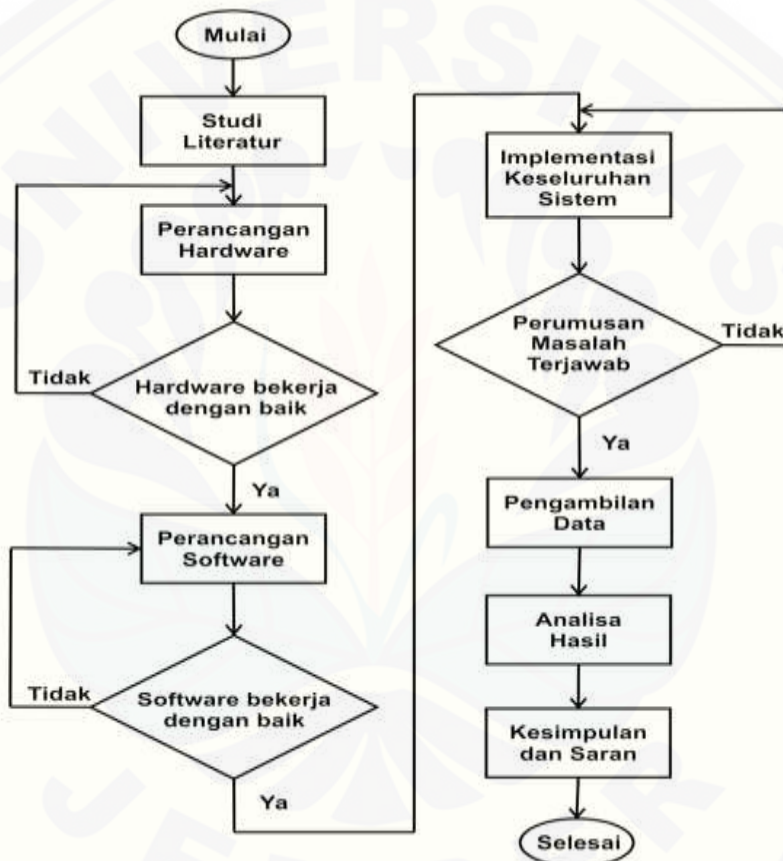 Mulai
Studi
Literatur
Perancangan
Hardware
Tidak
Hardware bekerja
dengan baik
Ya
Perancangan
Software
Tidak
Software bekerja
dengan baik
Ya
Implementasi
Keseluruhan
Sistem
Perumusan
Masalah
Terjawab
Tidak
Ya
Pengambilan
Data
Analisa
Hasil
Kesimpulan
dan Saran
Selesai
UNIVERSITAS